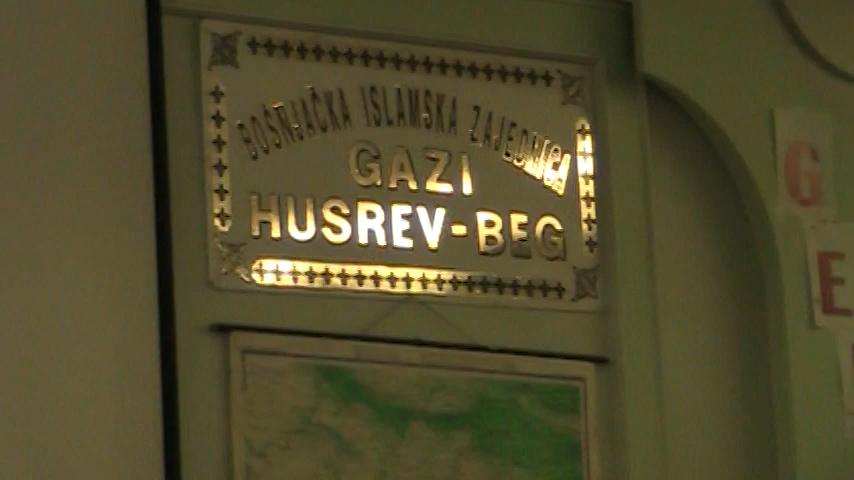 BOŠNJAČKA ISLAMSKA ZAJEDNICA
GAZI
HUSREV-BEG
G
E